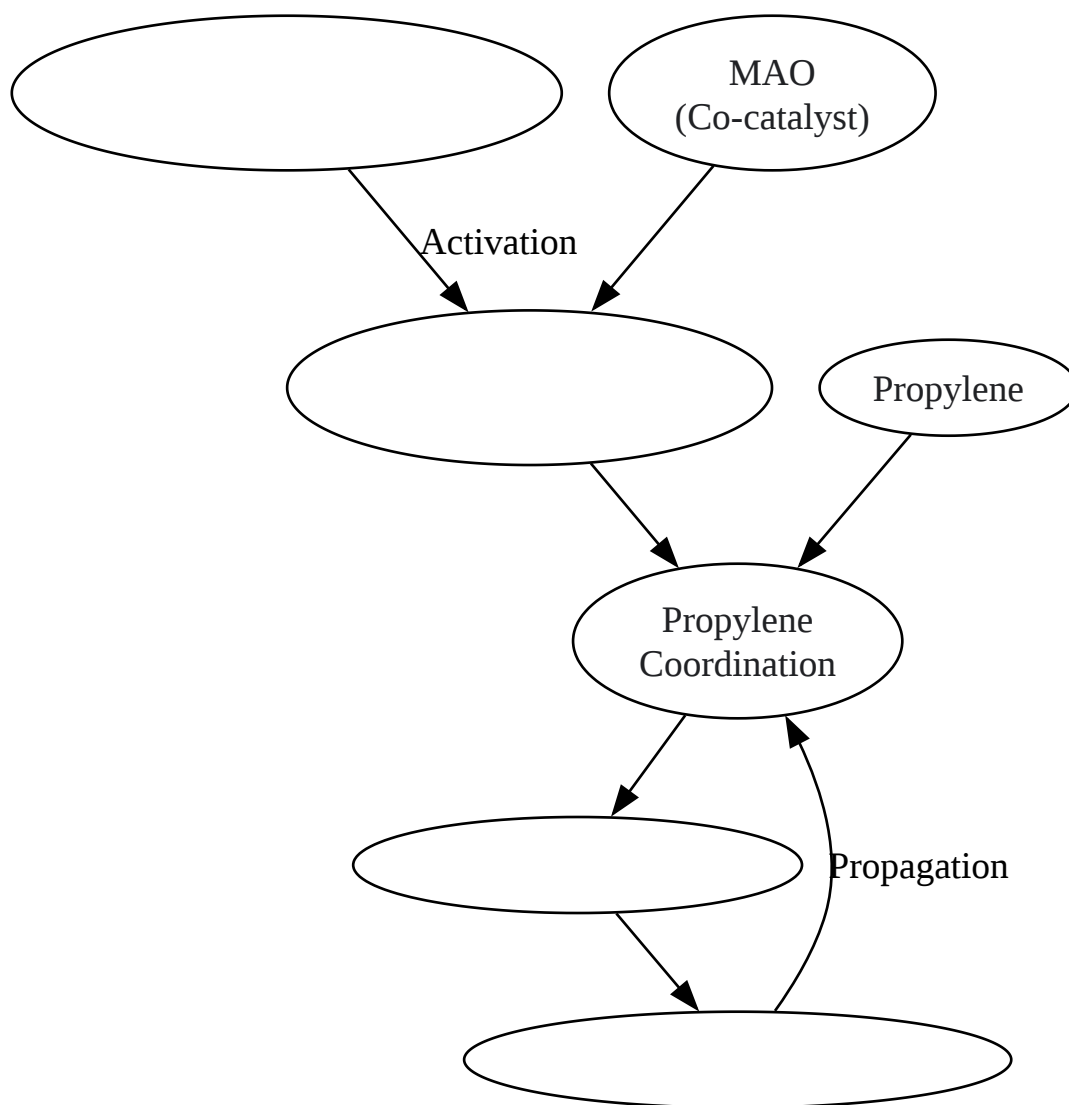 MAO
(Co-catalyst)
Activation
Propylene
Propylene
Coordination
Propagation